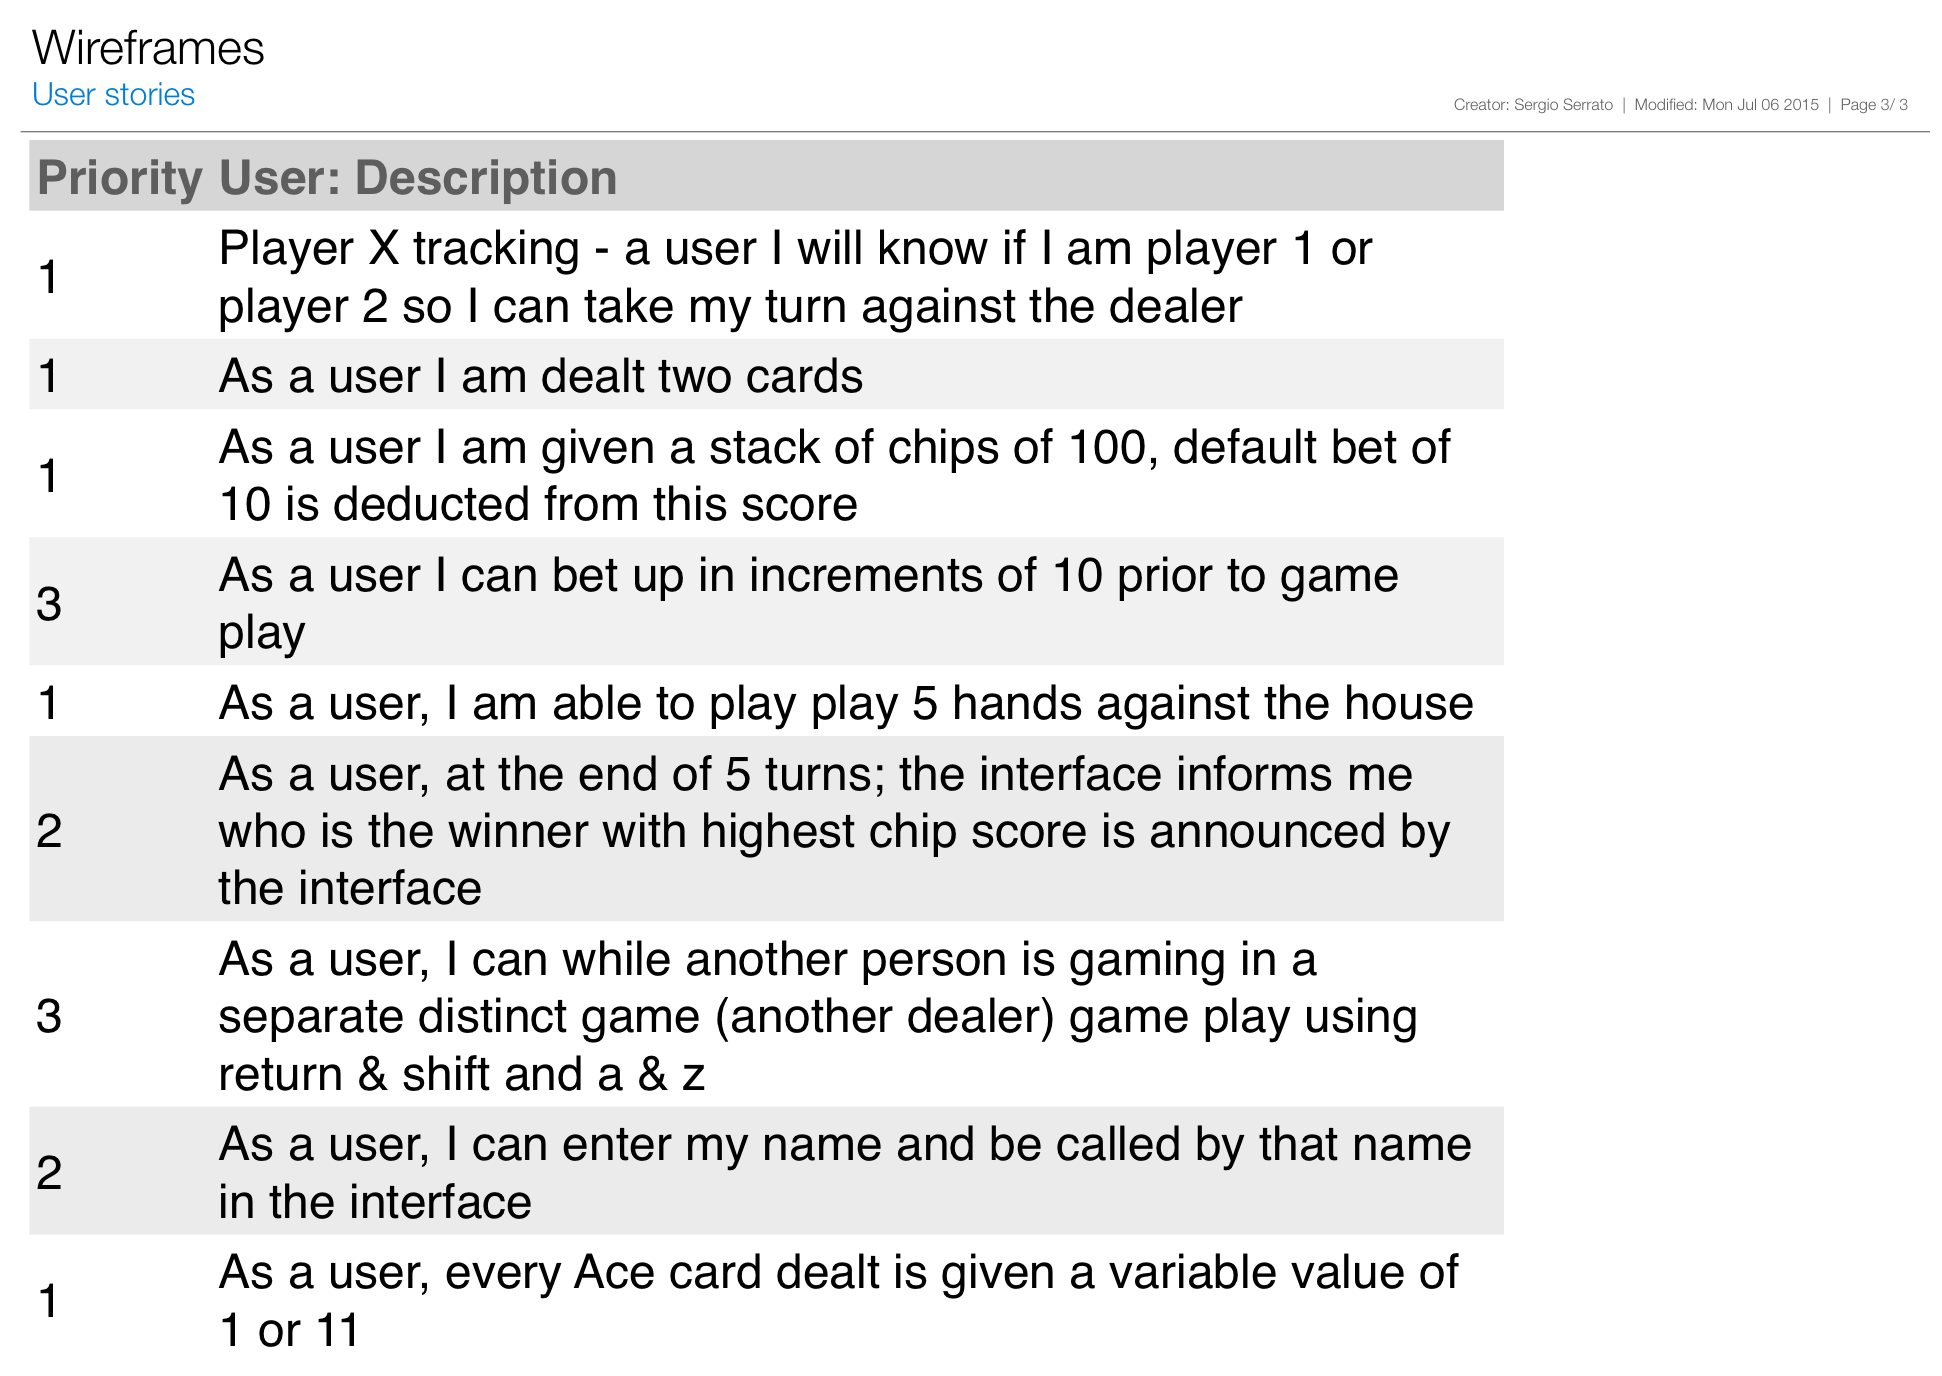 Wireframes
User stories
Creator: Sergio Serrato | Modified: Mon Jul 06 2015 | Page 3/ 3
Priority User: Description
1
Player X tracking - a user I will know if I am player 1 or
player 2 so I can take my turn against the dealer
1 As a user I am dealt two cards
1
As a user I am given a stack of chips of 100, default bet of
10 is deducted from this score
3
As a user I can bet up in increments of 10 prior to game
play
1 As a user, I am able to play play 5 hands against the house
2
As a user, at the end of 5 turns; the interface informs me
who is the winner with highest chip score is announced by
the interface
3
As a user, I can while another person is gaming in a
separate distinct game (another dealer) game play using
return & shift and a & z
2
As a user, I can enter my name and be called by that name
in the interface
1
As a user, every Ace card dealt is given a variable value of
1 or 11